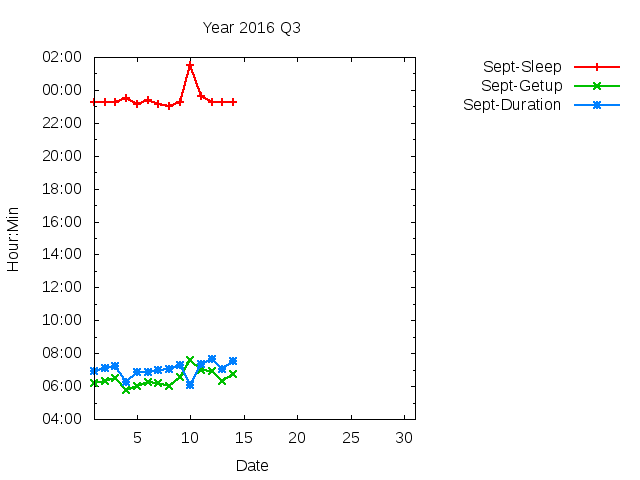 Year 2016 Q3
Sept-Sleep
Sept-Getup
Sept-Duration
02:00
00:00
22:00
20:00
18:00
16:00
14:00
12:00
10:00
08:00
06:00
04:00
Hour:Min
5 10 15 20 25 30
Date